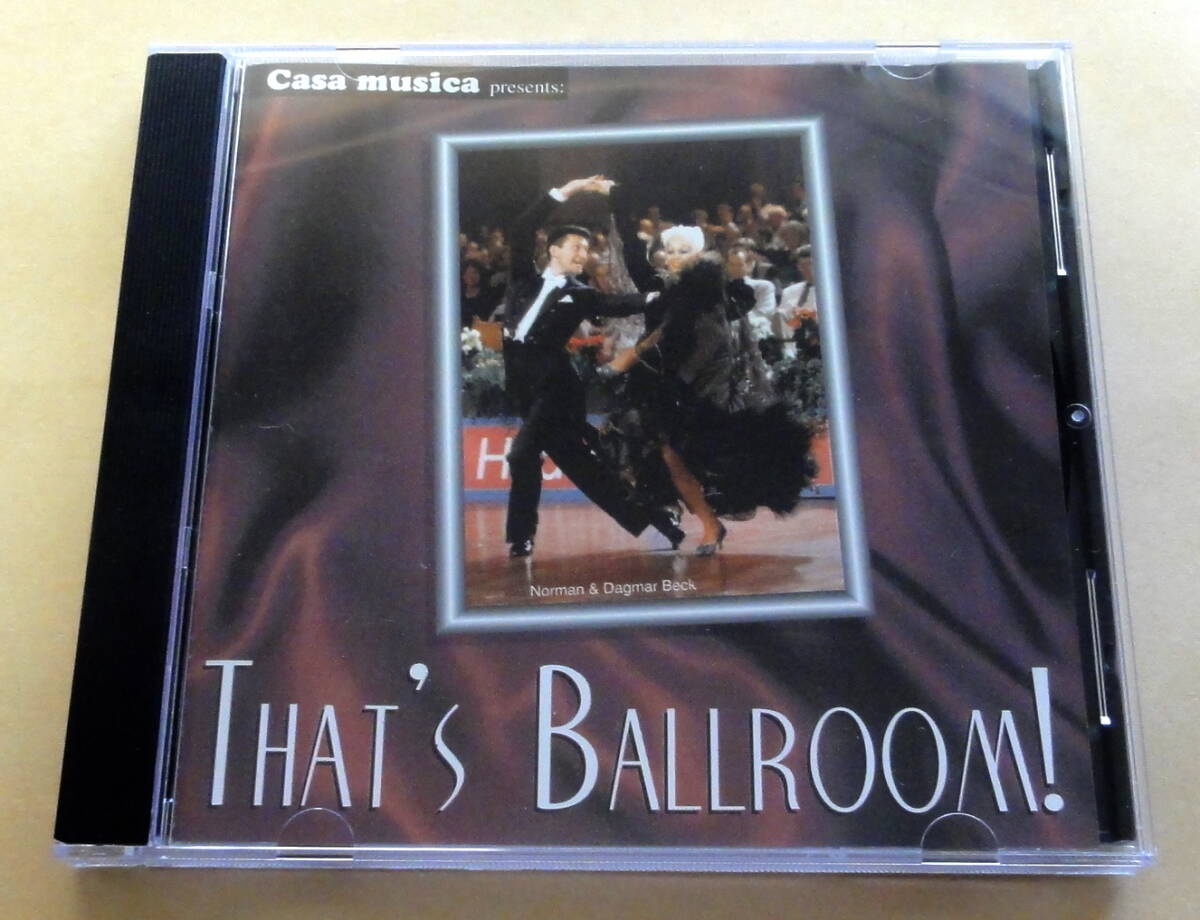 Casa musica presents:
Norman & Dagmar Beck
THAT'S BALLROOM!